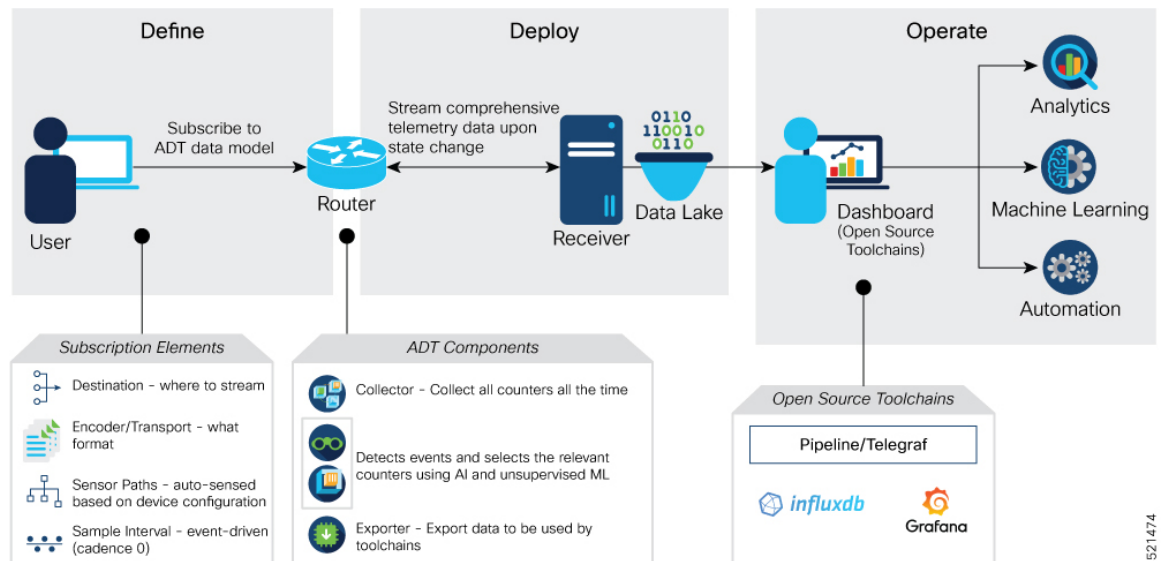 Define
Deploy
Operate
Subscribe to
ADT data model
Stream comprehensive
telemetry data upon
state change
0110
110010
0110
User
Router
Receiver
Data Lake
Dashboard
(Open Source
Toolchains)
Analytics
Machine Learning
Automation
Subscription Elements
Destination - where to stream
Encoder/Transport - what
format
Sensor Paths - auto-sensed
based on device configuration
Sample Interval - event-driven
(cadence 0)
ADT Components
Collector - Collect all counters all the time
Detects events and selects the relevant
counters using AI and unsupervised ML
Exporter - Export data to be used by
toolchains
Open Source Toolchains
Pipeline/Telegraf
influxdb
Grafana
521474